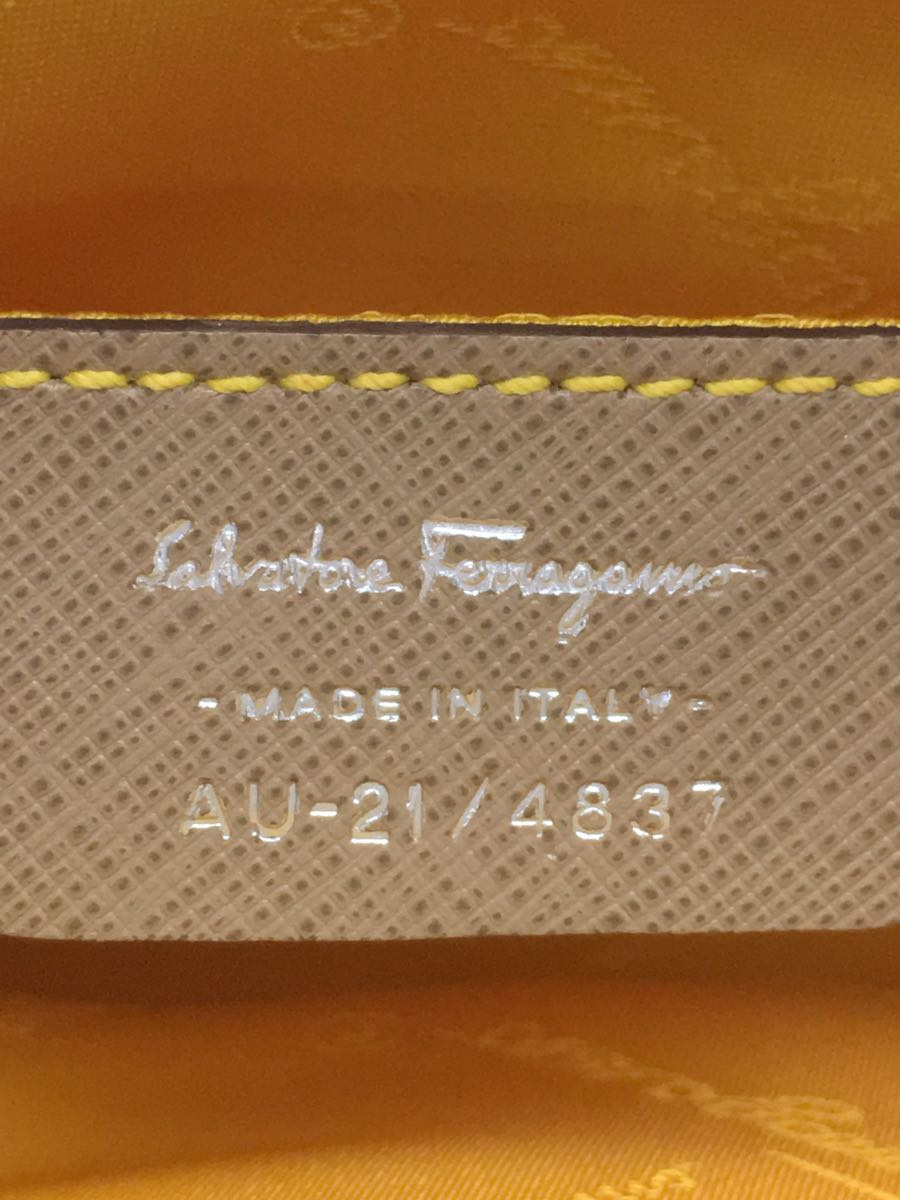 Salvatore Ferragamo
- MADE IN ITALY -
AU-21/4837